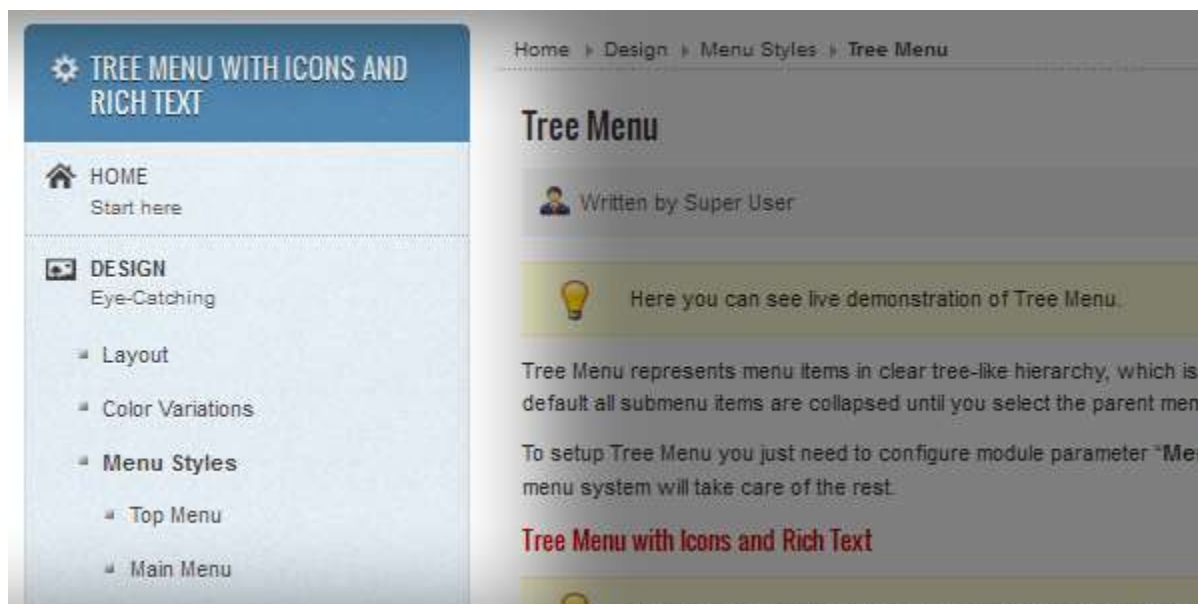 TREE MENU WITH ICONS AND
RICH TEXT
HOME
Start here
DESIGN
Eye-Catching
Layout
Color Variations
Menu Styles
Top Menu
Main Menu
Home Design Menu Styles Tree Menu
Tree Menu
Written by Super User
Here you can see live demonstration of Tree Menu.
Tree Menu represents menu items in clear tree-like hierarchy, which is
default all submenu items are collapsed until you select the parent men
To setup Tree Menu you just need to configure module parameter "Me
menu system will take care of the rest.
Tree Menu with Icons and Rich Text